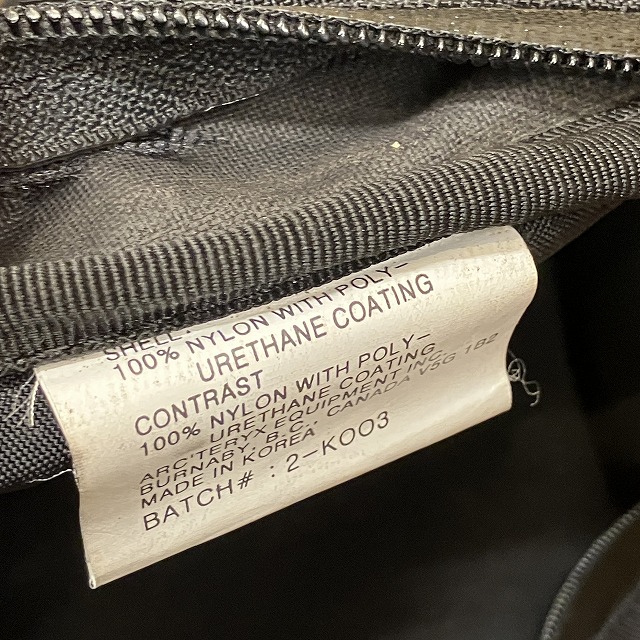 SHELL:
100% NYLON WITH POLY-
URETHANE COATING
CONTRAST
100% NYLON WITH POLY-
URETHANE COATING
ARC'TERYX EQUIPMENT INC.
BURNABY, B.C., CANADA V5G 1B2
MADE IN KOREA
BATCH# : 2-K003